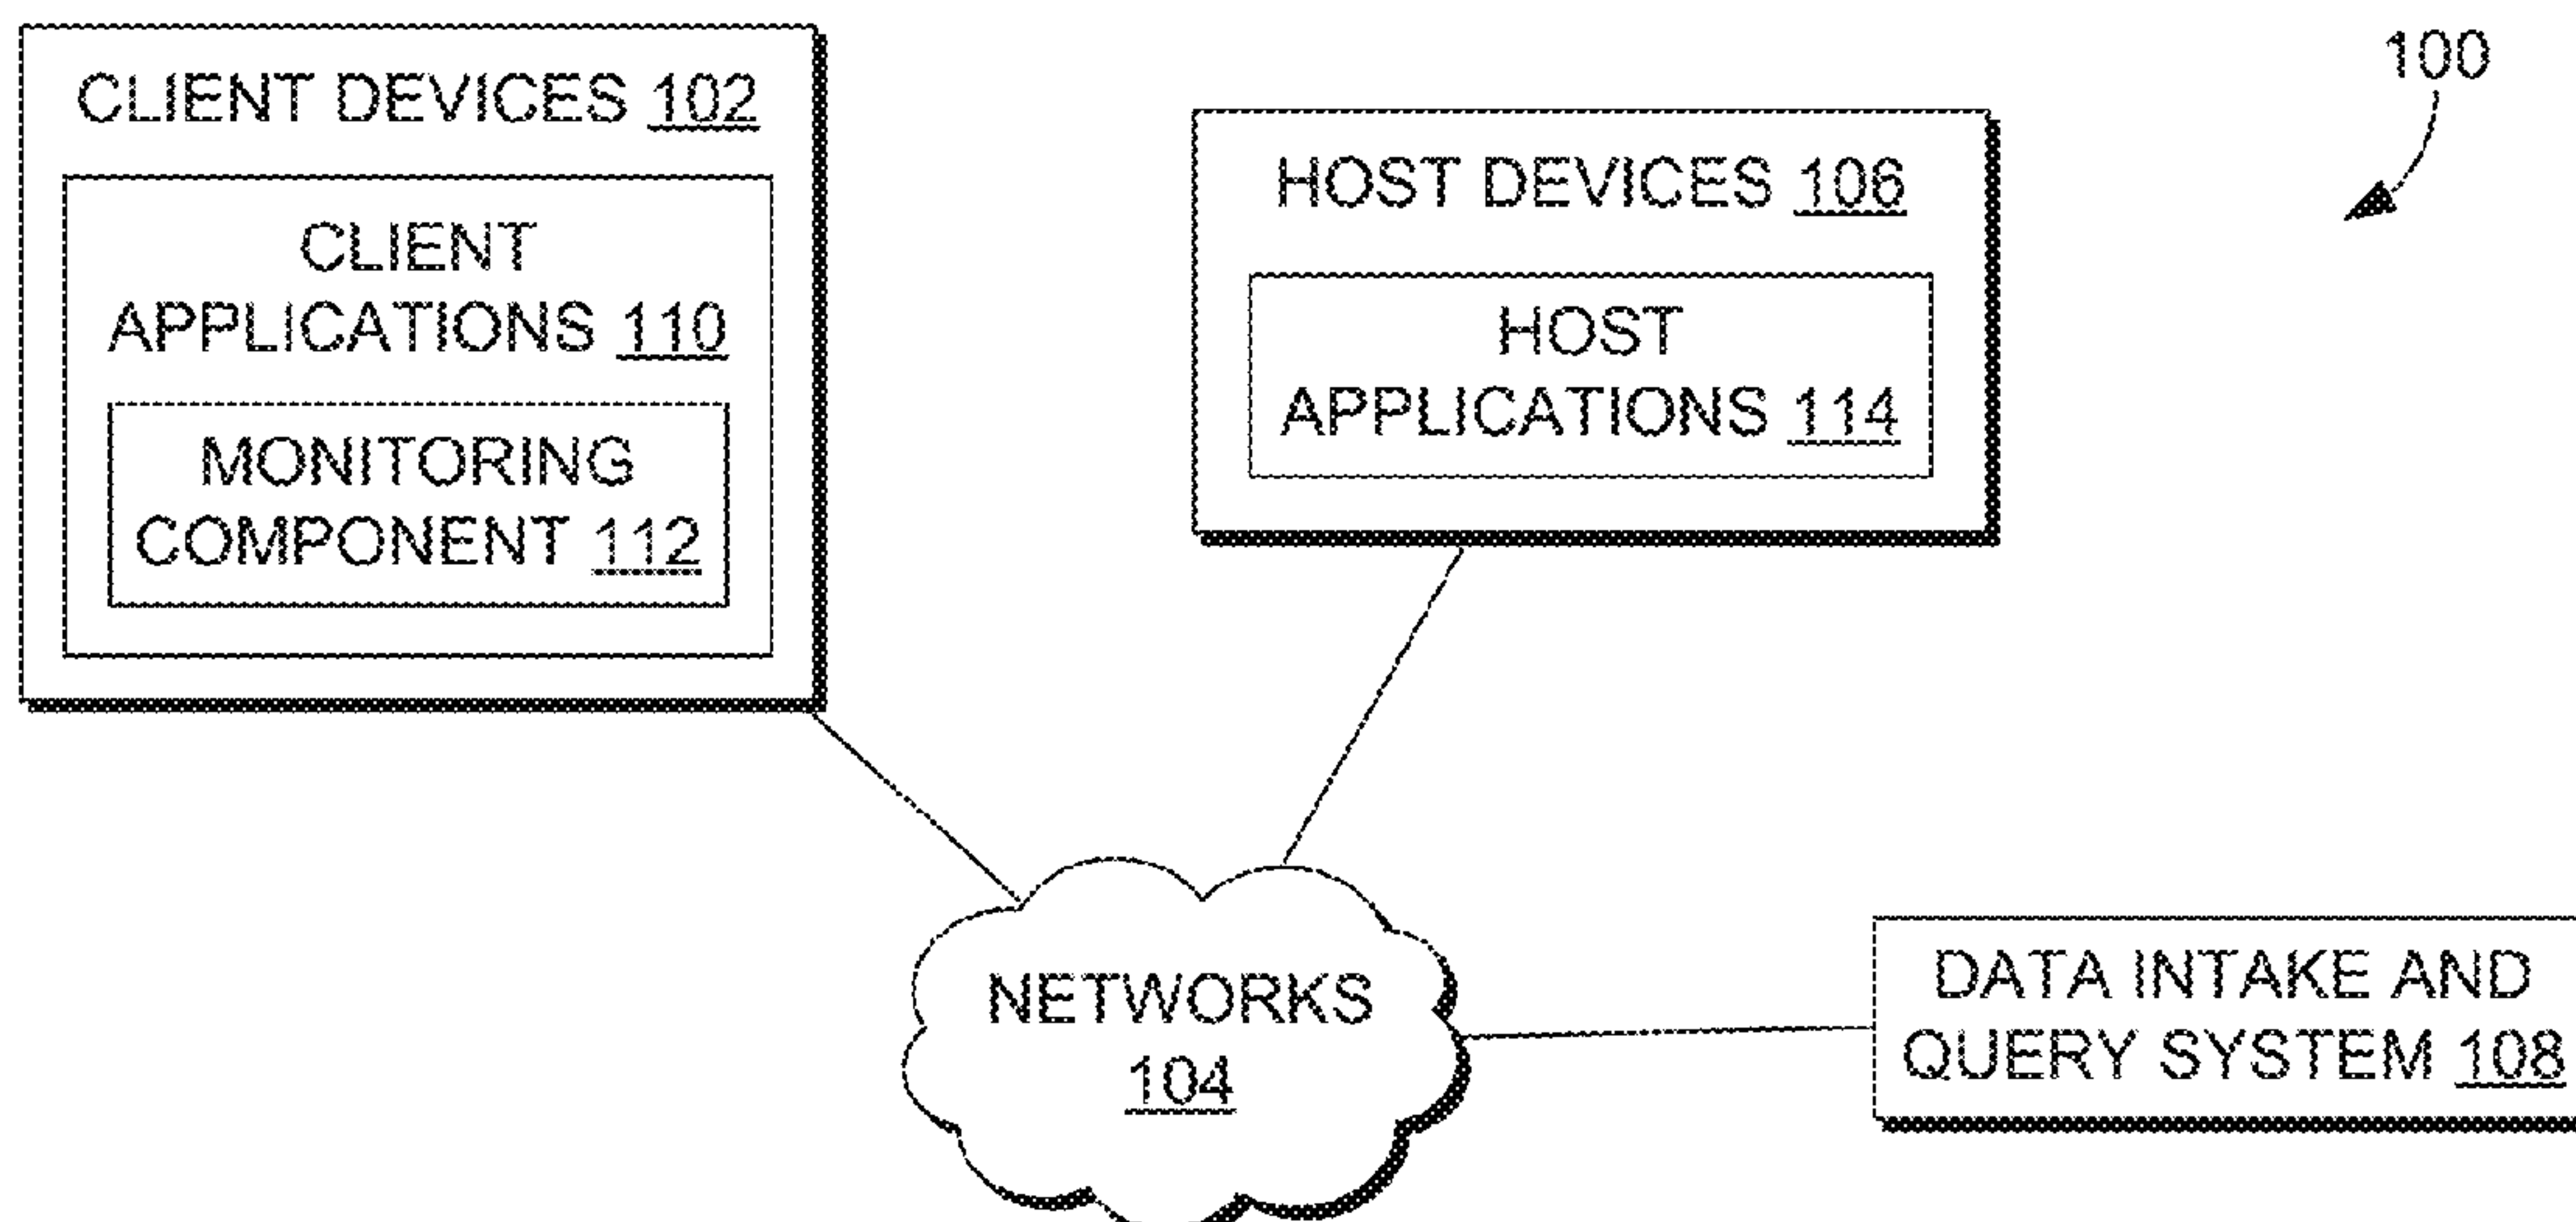 CLIENT DEVICES 102
CLIENT
APPLICATIONS 110
MONITORING
COMPONENT 112
HOST DEVICES 106
HOST
APPLICATIONS 114
100
NETWORKS
104
DATA INTAKE AND
QUERY SYSTEM 108